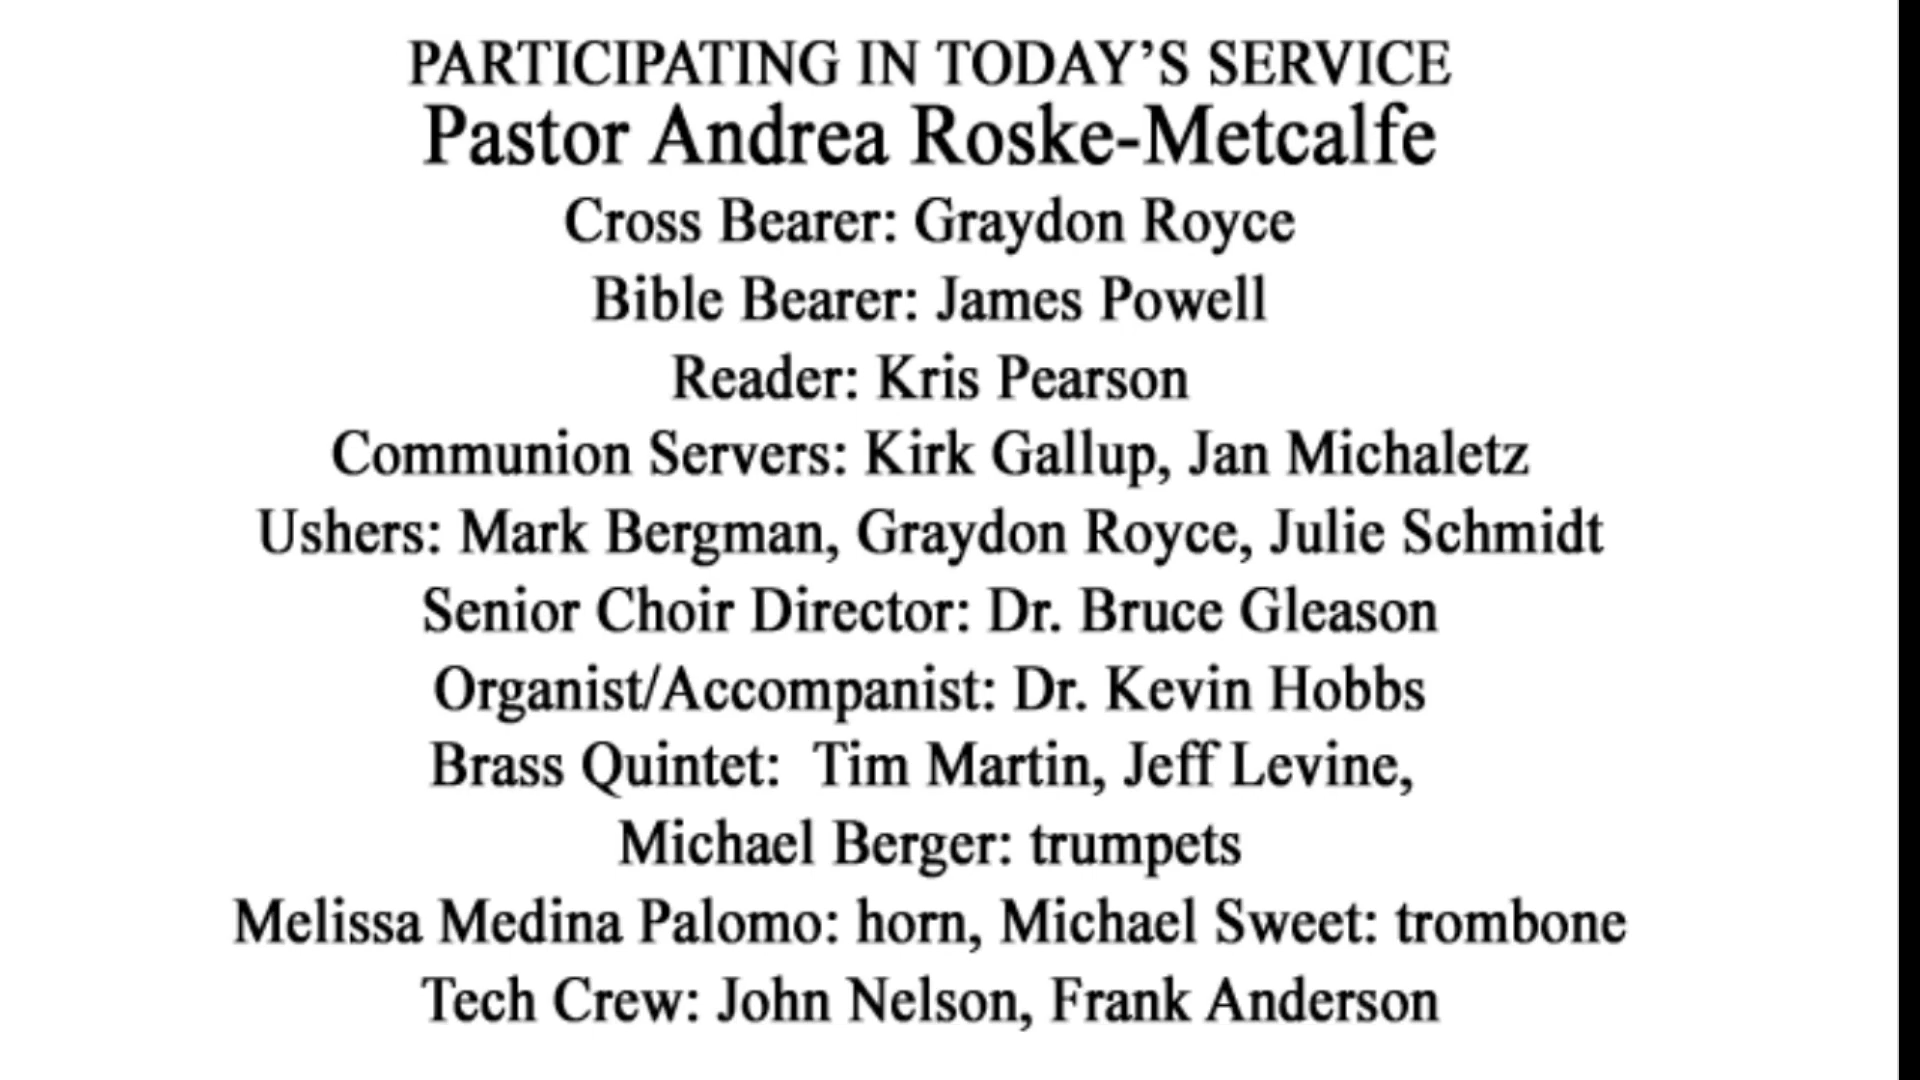 PARTICIPATING IN TODAY’S SERVICE
Pastor Andrea Roske-Metcalfe
Cross Bearer: Graydon Royce
Bible Bearer: James Powell
Reader: Kris Pearson
Communion Servers: Kirk Gallup, Jan Michaletz
Ushers: Mark Bergman, Graydon Royce, Julie Schmidt
Senior Choir Director: Dr. Bruce Gleason
Organist/Accompanist: Dr. Kevin Hobbs
Brass Quintet:  Tim Martin, Jeff Levine,
Michael Berger: trumpets
Melissa Medina Palomo: horn, Michael Sweet: trombone
Tech Crew: John Nelson, Frank Anderson